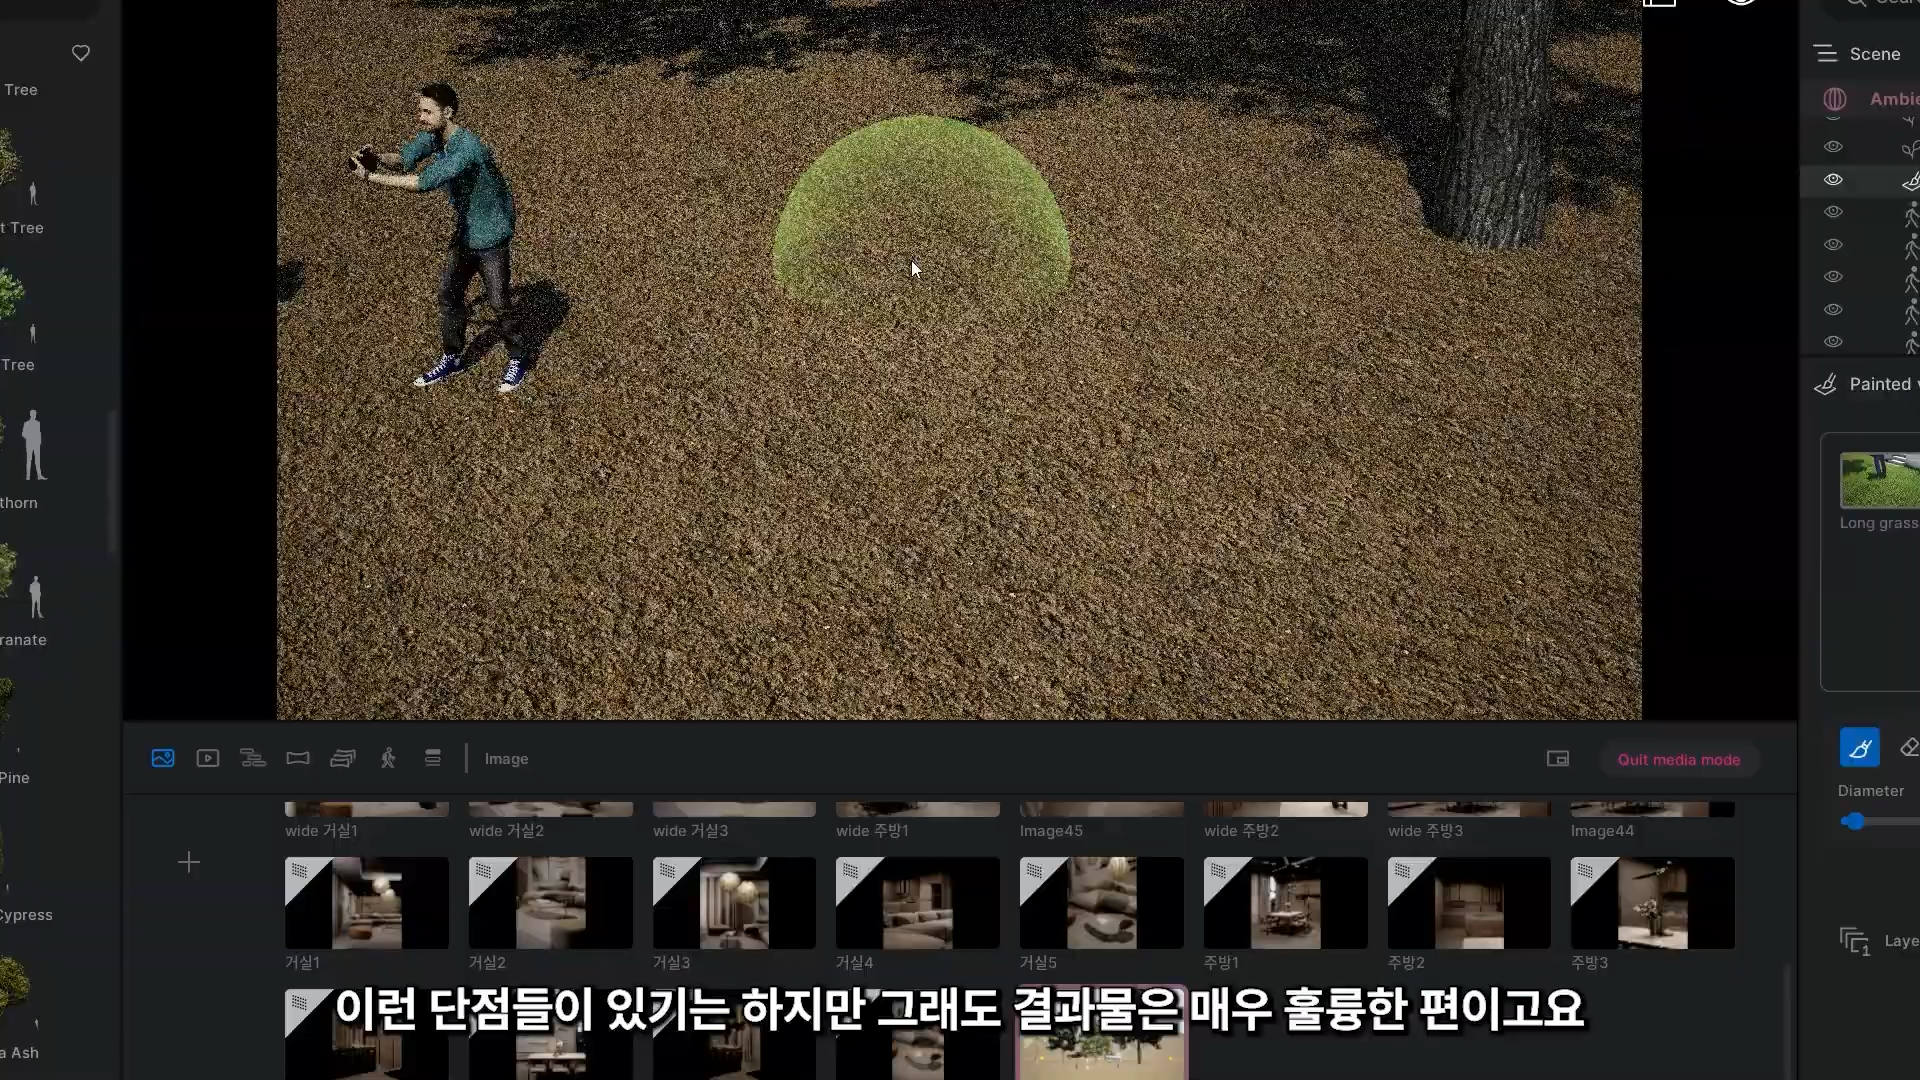 Tree
t Tree
Tree
thorn
ranate
Pine
Cypress
a Ash
Scene
Ambie
Painted
Long grass
Diameter
1
Laye
Image
Quit media mode
wide 거실1
wide 거실2
wide 거실3
wide 주방1
Image45
wide 주방2
wide 주방3
Image44
거실1
거실2
거실3
거실4
거실5
주방1
주방2
주방3
이런 단점들이 있기는 하지만 그래도 결과물은 매우 훌륭한 편이고요